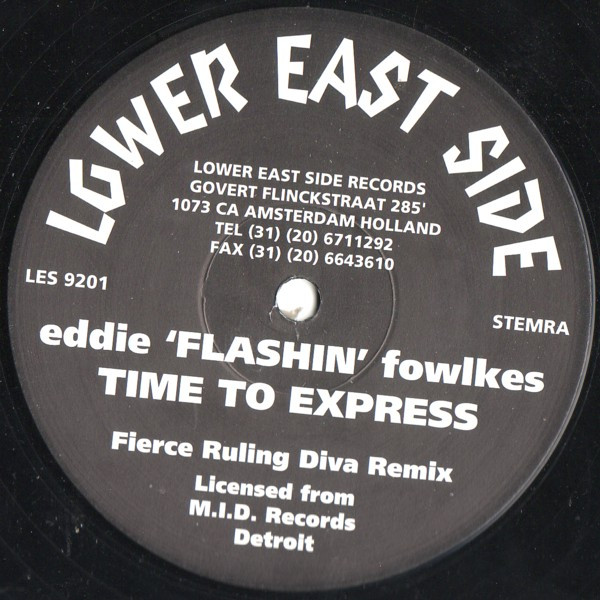 LOWER EAST SIDE
LOWER EAST SIDE RECORDS
GOVERT FLINCKSTRAAT 285'
1073 CA AMSTERDAM HOLLAND
TEL (31) (20) 6711292
FAX (31) (20) 6643610
LES 9201
STEMRA
eddie ‘FLASHIN’ fowlkes
TIME TO EXPRESS
Fierce Ruling Diva Remix
Licensed from
M.I.D. Records
Detroit